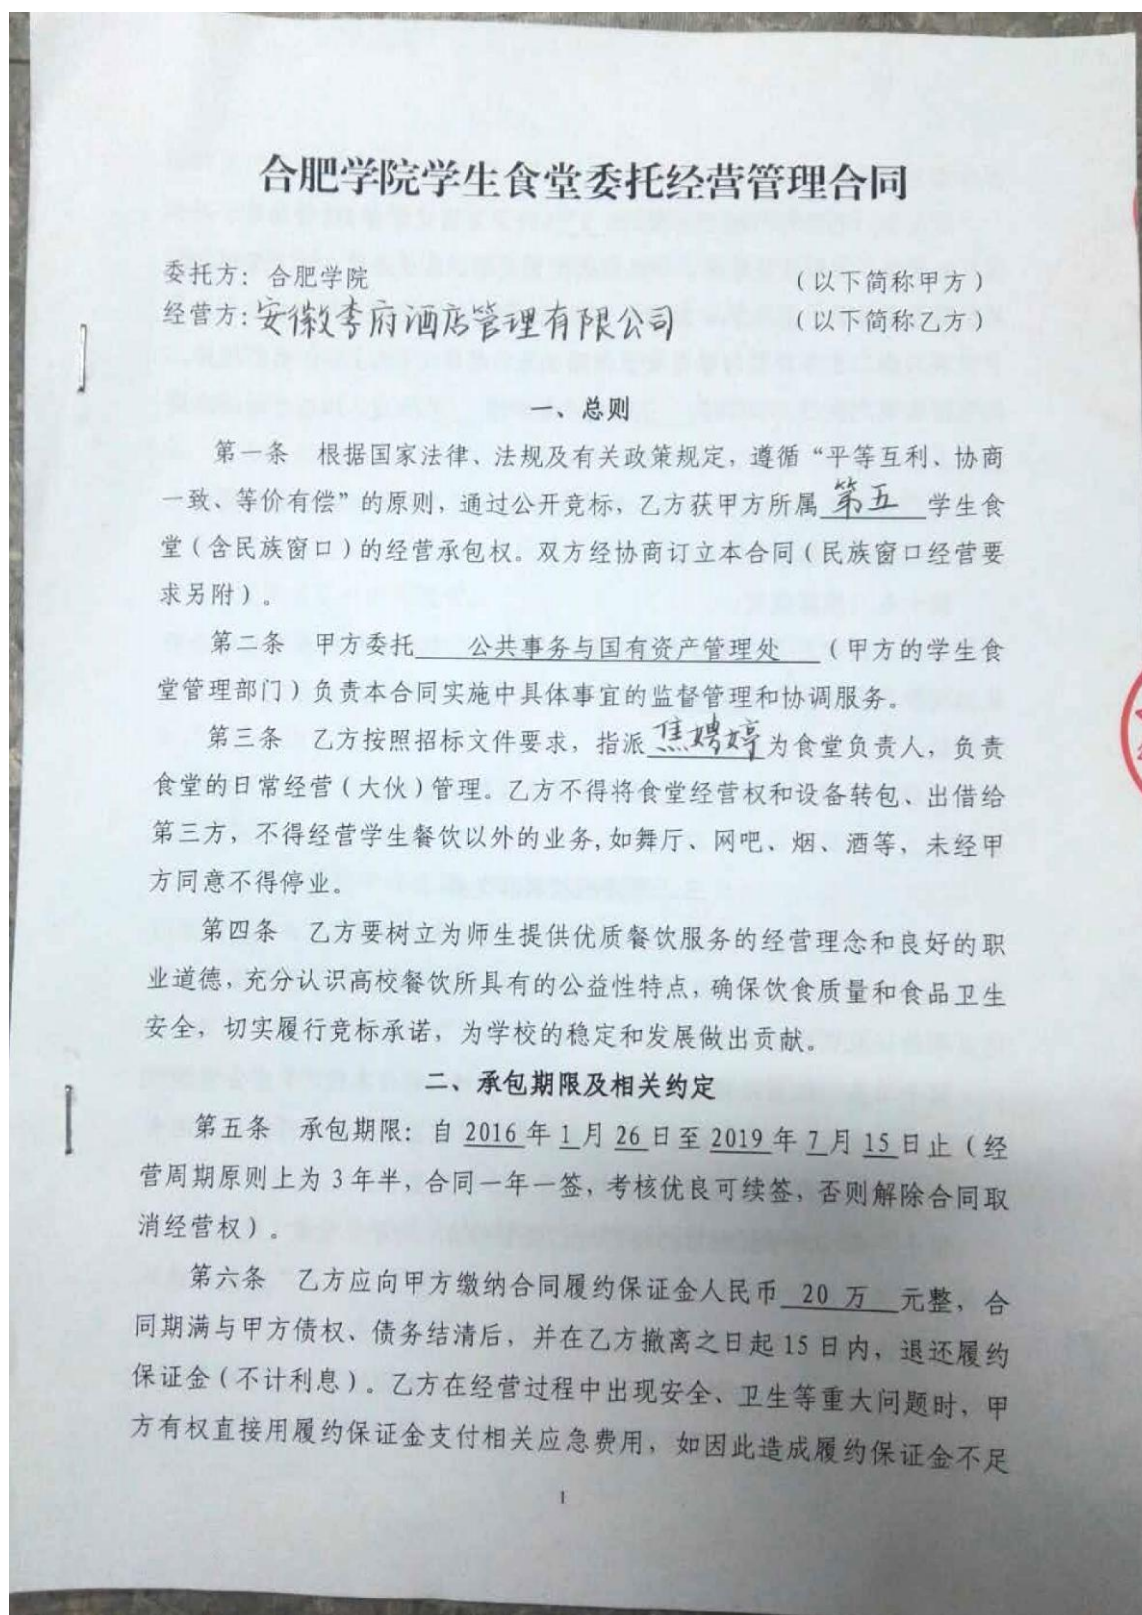 合肥学院学生食堂委托经营管理合同
委托方：合肥学院 （以下简称甲方）
经营方：安徽李府酒店管理有限公司 （以下简称乙方）
一、总则
第一条 根据国家法律、法规及有关政策规定，遵循“平等互利、协商
一致、等价有偿”的原则，通过公开竞标，乙方获甲方所属 第五 学生食
堂（含民族窗口）的经营承包权。双方经协商订立本合同（民族窗口经营要
求另附）。
第二条 甲方委托 公共事务与国有资产管理处 （甲方的学生食
堂管理部门）负责本合同实施中具体事宜的监督管理和协调服务。
第三条 乙方按照招标文件要求，指派 焦娉婷 为食堂负责人，负责
食堂的日常经营（大伙）管理。乙方不得将食堂经营权和设备转包、出借给
第三方，不得经营学生餐饮以外的业务，如舞厅、网吧、烟、酒等，未经甲
方同意不得停业。
第四条 乙方要树立为师生提供优质餐饮服务的经营理念和良好的职
业道德，充分认识高校餐饮所具有的公益性特点，确保饮食质量和食品卫生
安全，切实履行竞标承诺，为学校的稳定和发展做出贡献。
二、承包期限及相关约定
第五条 承包期限：自 2016 年 1 月 26 日至 2019 年 7 月 15 日止（经
营周期原则上为 3 年半，合同一年一签，考核优良可续签，否则解除合同取
消经营权）。
第六条 乙方应向甲方缴纳合同履约保证金人民币 20 万 元整，合
同期满与甲方债权、债务结清后，并在乙方撤离之日起 15 日内，退还履约
保证金（不计利息）。乙方在经营过程中出现安全、卫生等重大问题时，甲
方有权直接用履约保证金支付相关应急费用，如因此造成履约保证金不足
1